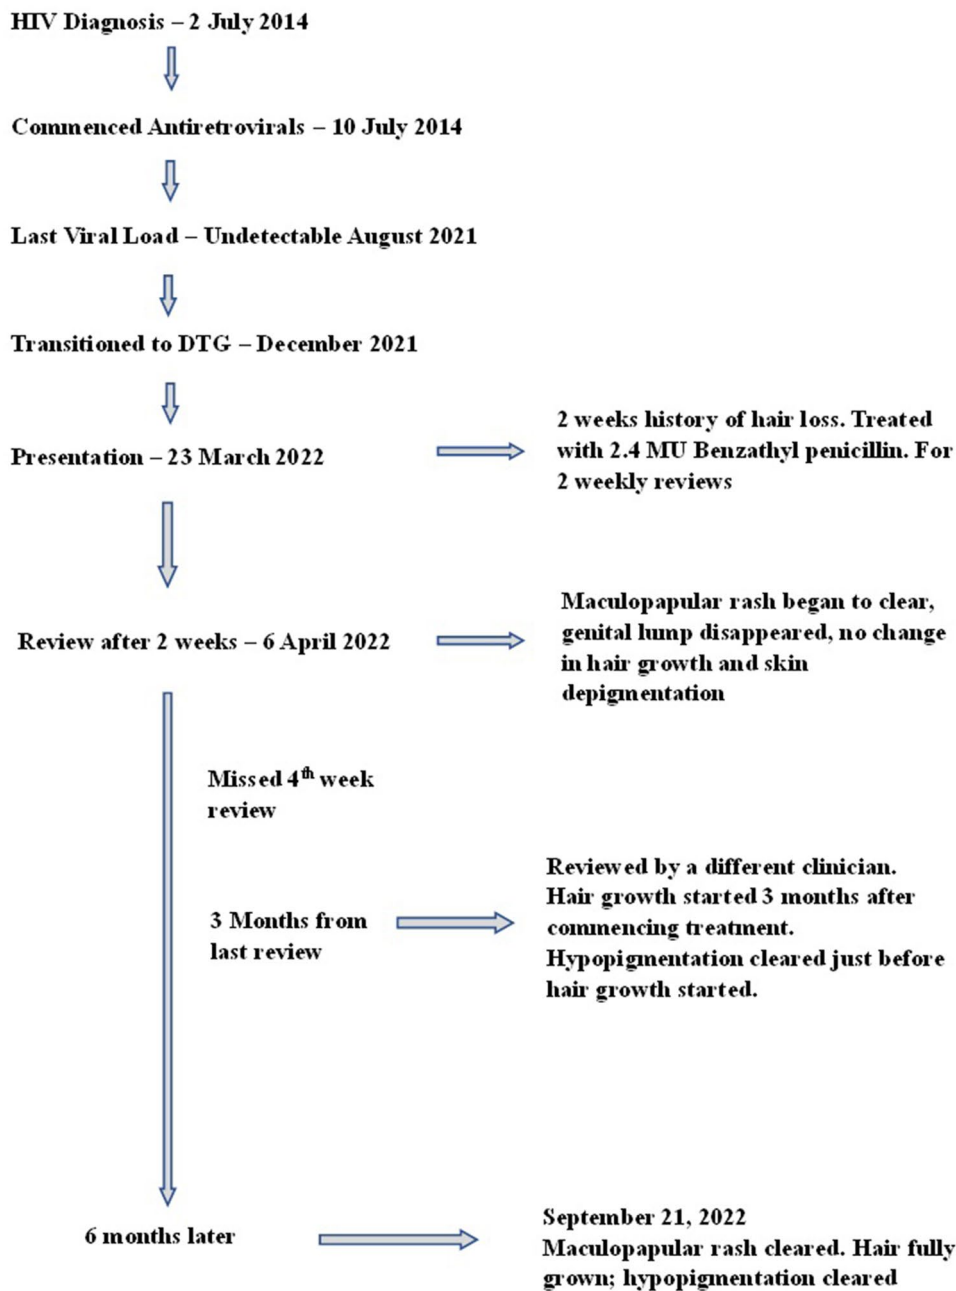 HIV Diagnosis – 2 July 2014
Commenced Antiretrovirals – 10 July 2014
Last Viral Load – Undetectable August 2021
Transitioned to DTG – December 2021
Presentation – 23 March 2022
2 weeks history of hair loss. Treated
with 2.4 MU Benzathyl penicillin. For
2 weekly reviews
Review after 2 weeks – 6 April 2022
Maculopapular rash began to clear,
genital lump disappeared, no change
in hair growth and skin
depigmentation
Missed 4th week
review
3 Months from
last review
Reviewed by a different clinician.
Hair growth started 3 months after
commencing treatment.
Hypopigmentation cleared just before
hair growth started.
6 months later
September 21, 2022
Maculopapular rash cleared. Hair fully
grown; hypopigmentation cleared